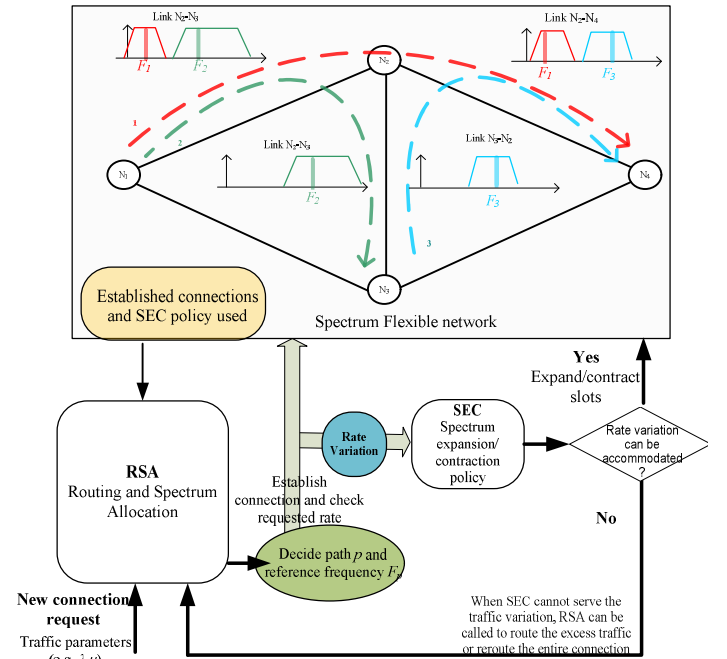 Link N₂-N₃
Link N₂-N₄
F₁
F₂
F₁
F₃
N₂
1
2
Link N₂-N₃
Link N₃-N₂
N₁
N₄
F₂
F₃
3
N₃
Spectrum Flexible network
Established connections
and SEC policy used
Yes
Expand/contract
slots
RSA
Routing and Spectrum
Allocation
Rate
Variation
SEC
Spectrum
expansion/
contraction
policy
Rate variation
can be
accommodated
?
Establish
connection and check
requested rate
No
Decide path p and
reference frequency Fₚ
New connection
request
Traffic parameters
When SEC cannot serve the
traffic variation, RSA can be
called to route the excess traffic
or reroute the entire connection